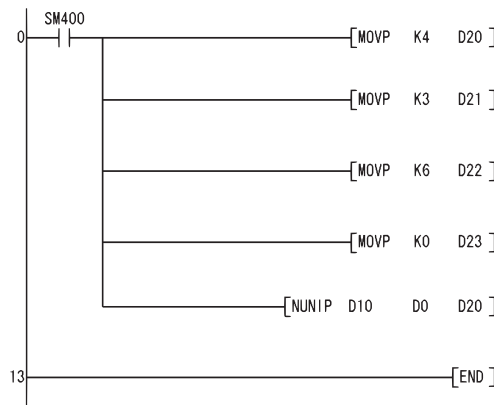 SM400
0 [MOVP K4 D20]
[MOVP K3 D21]
[MOVP K6 D22]
[MOVP K0 D23]
[NUNIP D10 D0 D20]
13 [END]